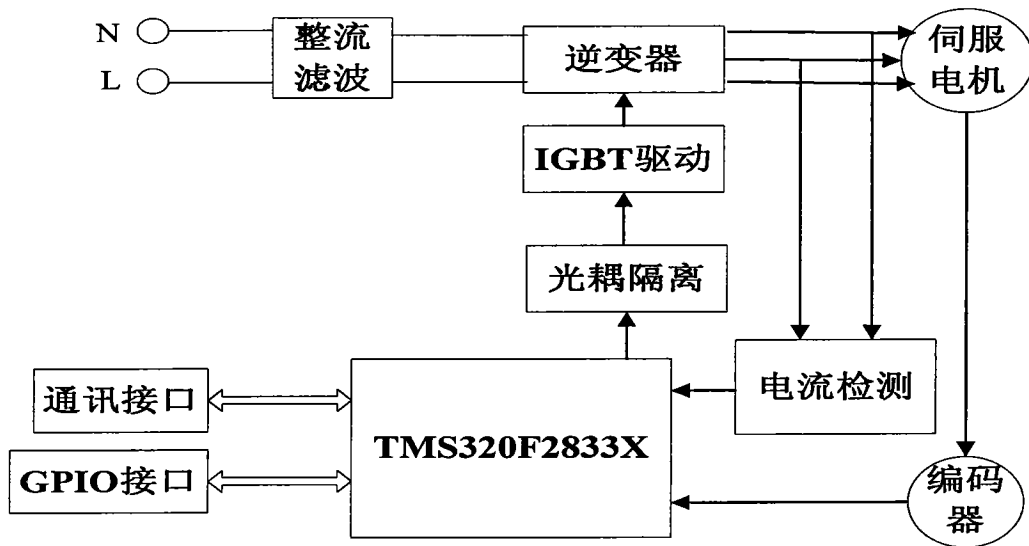 N
整流
滤波
L
逆变器
伺服
电机
IGBT驱动
光耦隔离
电流检测
通讯接口
TMS320F2833X
GPIO接口
编码
器